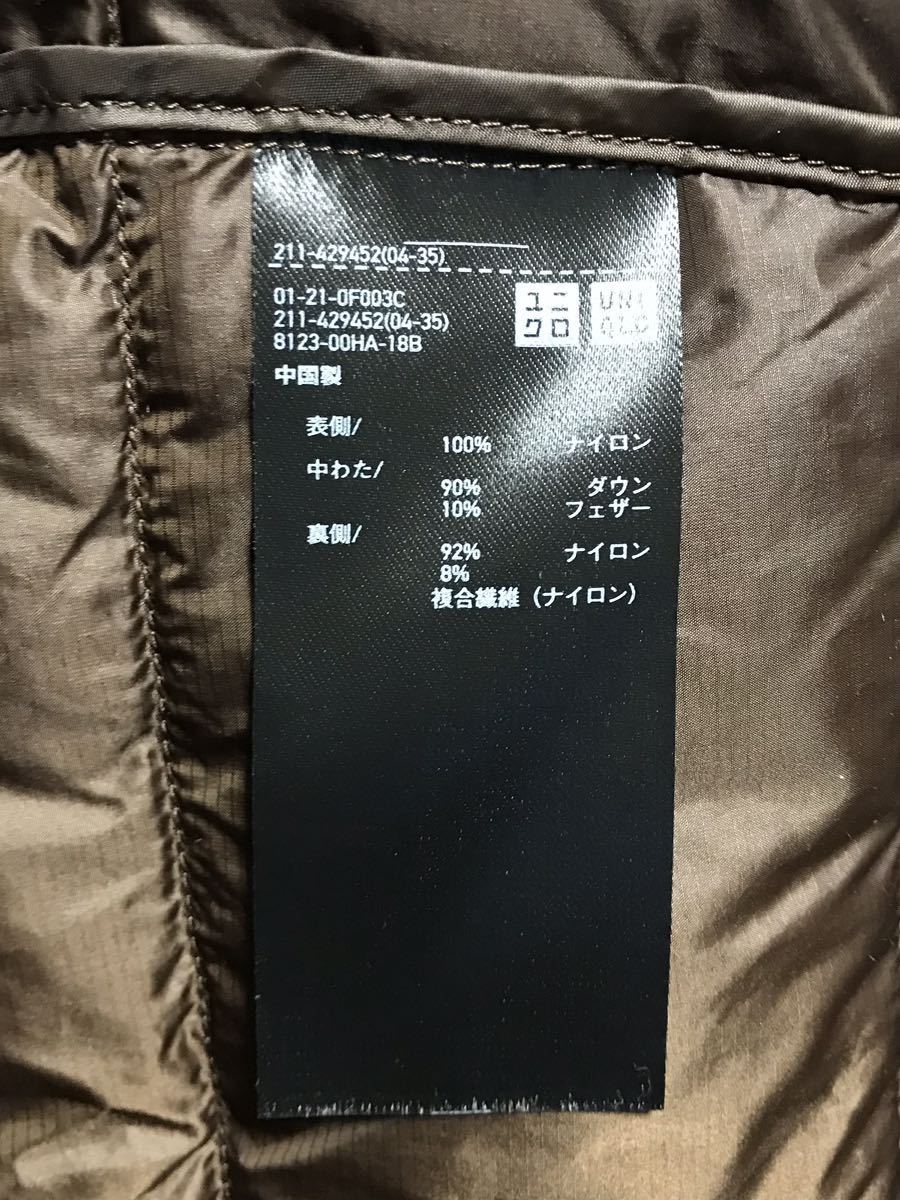 211-429452(04-35)
01-21-0F003C
211-429452(04-35)
8123-00HA-18B
ユニ
クロ
UNI
QLO
中国製
表側/
100% ナイロン
中わた/
90% ダウン
10% フェザー
裏側/
92% ナイロン
8%
複合繊維（ナイロン）